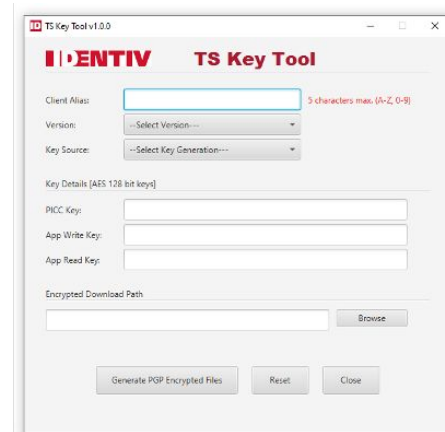 TS Key Tool v1.0.0
IDENTIV TS Key Tool
Client Alias: 5 characters max. (A-Z, 0-9)
Version: --Select Version---
Key Source: --Select Key Generation---
Key Details [AES 128 bit keys]
PICC Key:
App Write Key:
App Read Key:
Encrypted Download Path
Browse
Generate PGP Encrypted Files Reset Close